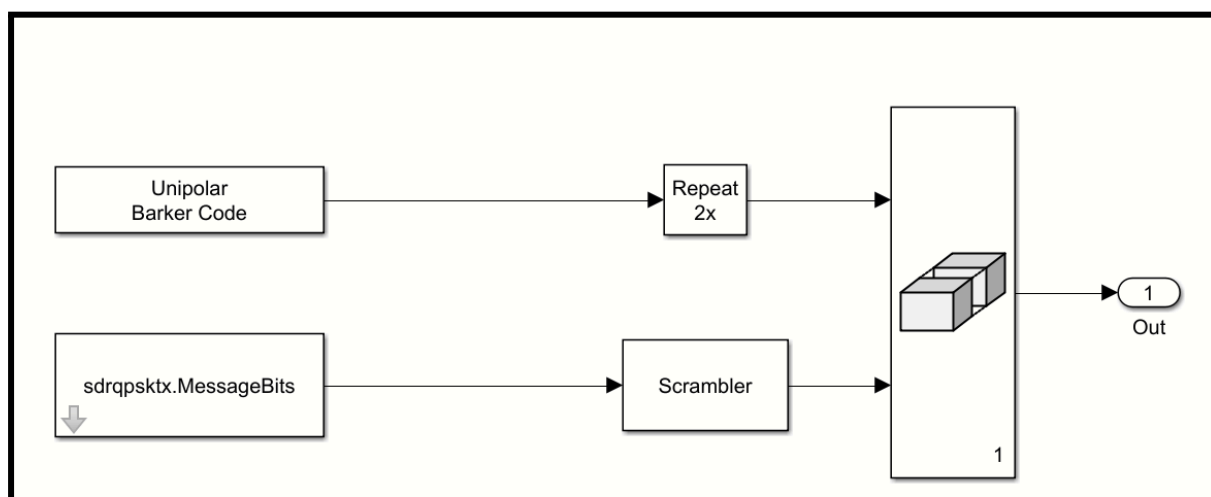 Unipolar
Barker Code
Repeat
2x
1
Out
sdrqpsktx.MessageBits
Scrambler
1